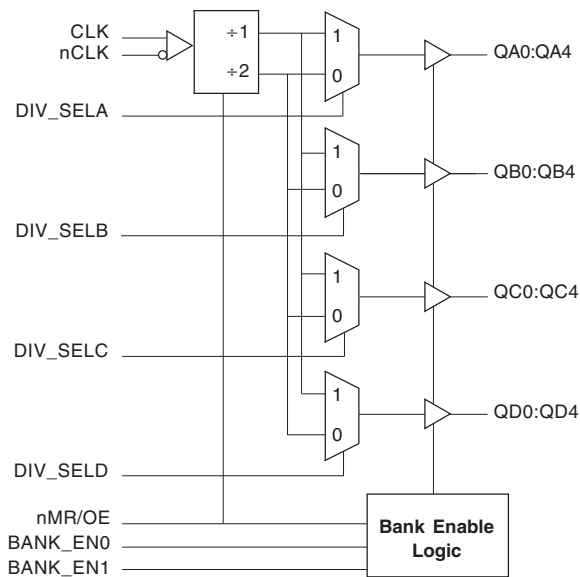 CLK
nCLK
÷1
÷2
1
0
QA0:QA4
DIV_SELA
1
0
QB0:QB4
DIV_SELB
1
0
QC0:QC4
DIV_SELC
1
0
QD0:QD4
DIV_SELD
nMR/OE
BANK_EN0
BANK_EN1
Bank Enable
Logic